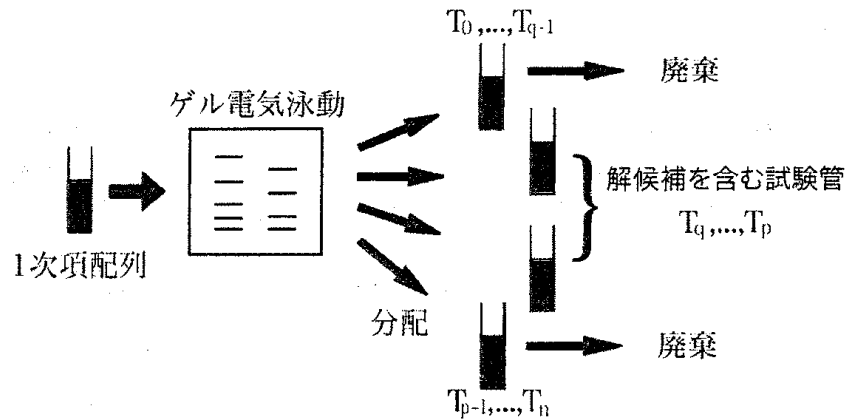 T0,...,Tq-1
廃棄
ゲル電気泳動
解候補を含む試験管
Tq,...,Tp
1次項配列
分配
廃棄
Tp-1,...,Tn